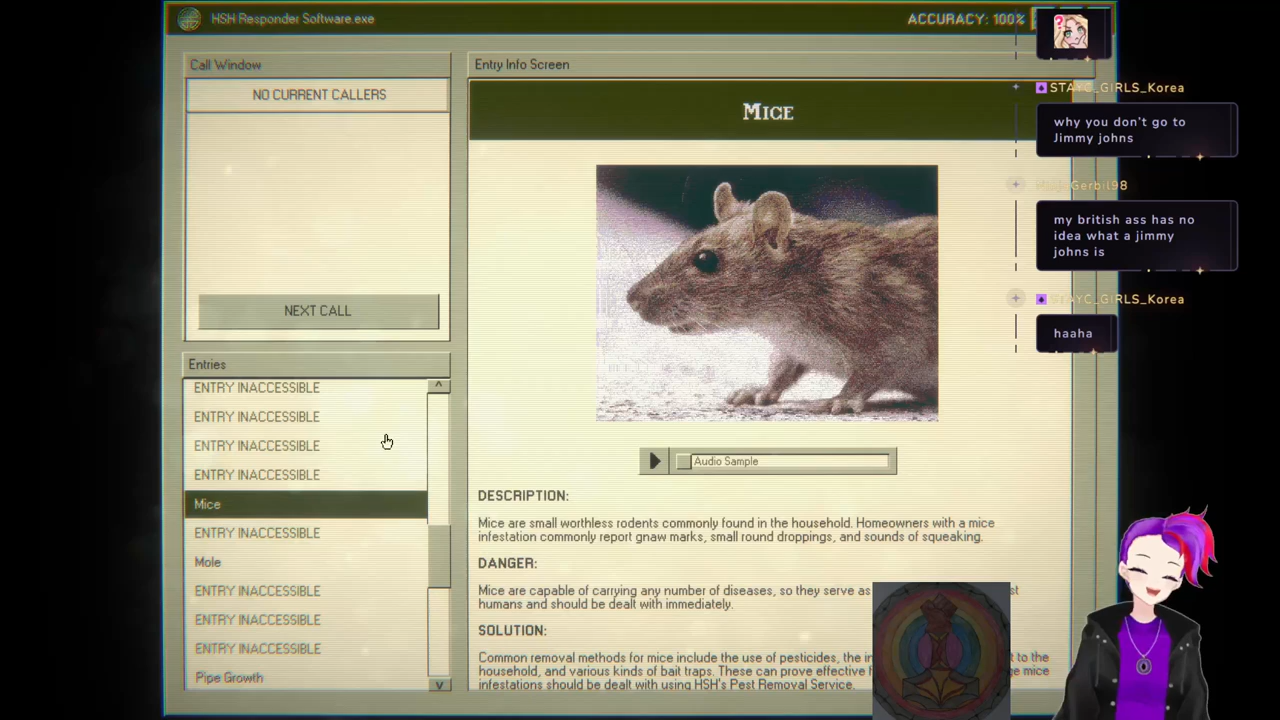 HSH Responder Software.exe
ACCURACY: 100%
Call Window
NO CURRENT CALLERS
NEXT CALL
Entries
ENTRY INACCESSIBLE
ENTRY INACCESSIBLE
ENTRY INACCESSIBLE
ENTRY INACCESSIBLE
Mice
ENTRY INACCESSIBLE
Mole
ENTRY INACCESSIBLE
ENTRY INACCESSIBLE
ENTRY INACCESSIBLE
Pipe Growth
Entry Info Screen
MICE
Audio Sample
DESCRIPTION:
Mice are small worthless rodents commonly found in the household. Homeowners with a mice
infestation commonly report gnaw marks, small round droppings, and sounds of squeaking.
DANGER:
Mice are capable of carrying any number of diseases, so they serve as
humans and should be dealt with immediately.
SOLUTION:
Common removal methods for mice include the use of pesticides, the in t to the
household, and various kinds of bait traps. These can prove effective mice
infestations should be dealt with using HSH's Pest Removal Service.
STAYC_GIRLS_Korea
why you don't go to
Jimmy johns
Gerbil98
my british ass has no
idea what a jimmy
johns is
STAYC_GIRLS_Korea
haaha